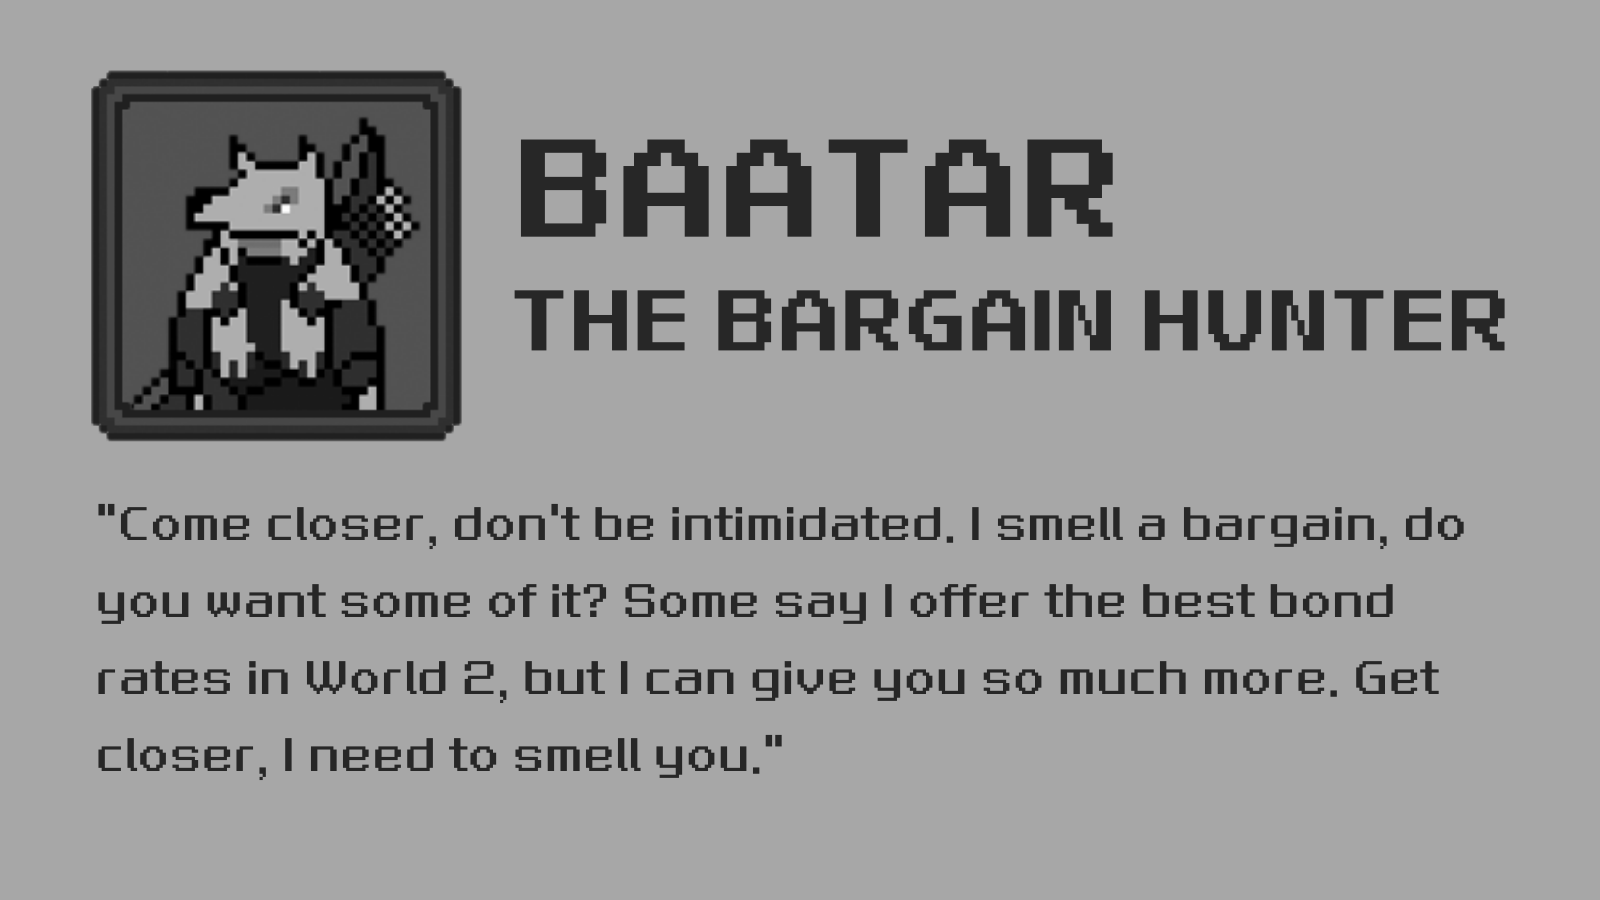 BAATAR
THE BARGAIN HUNTER
"Come closer, don't be intimidated. I smell a bargain, do
you want some of it? Some say I offer the best bond
rates in World 2, but I can give you so much more. Get
closer, I need to smell you."